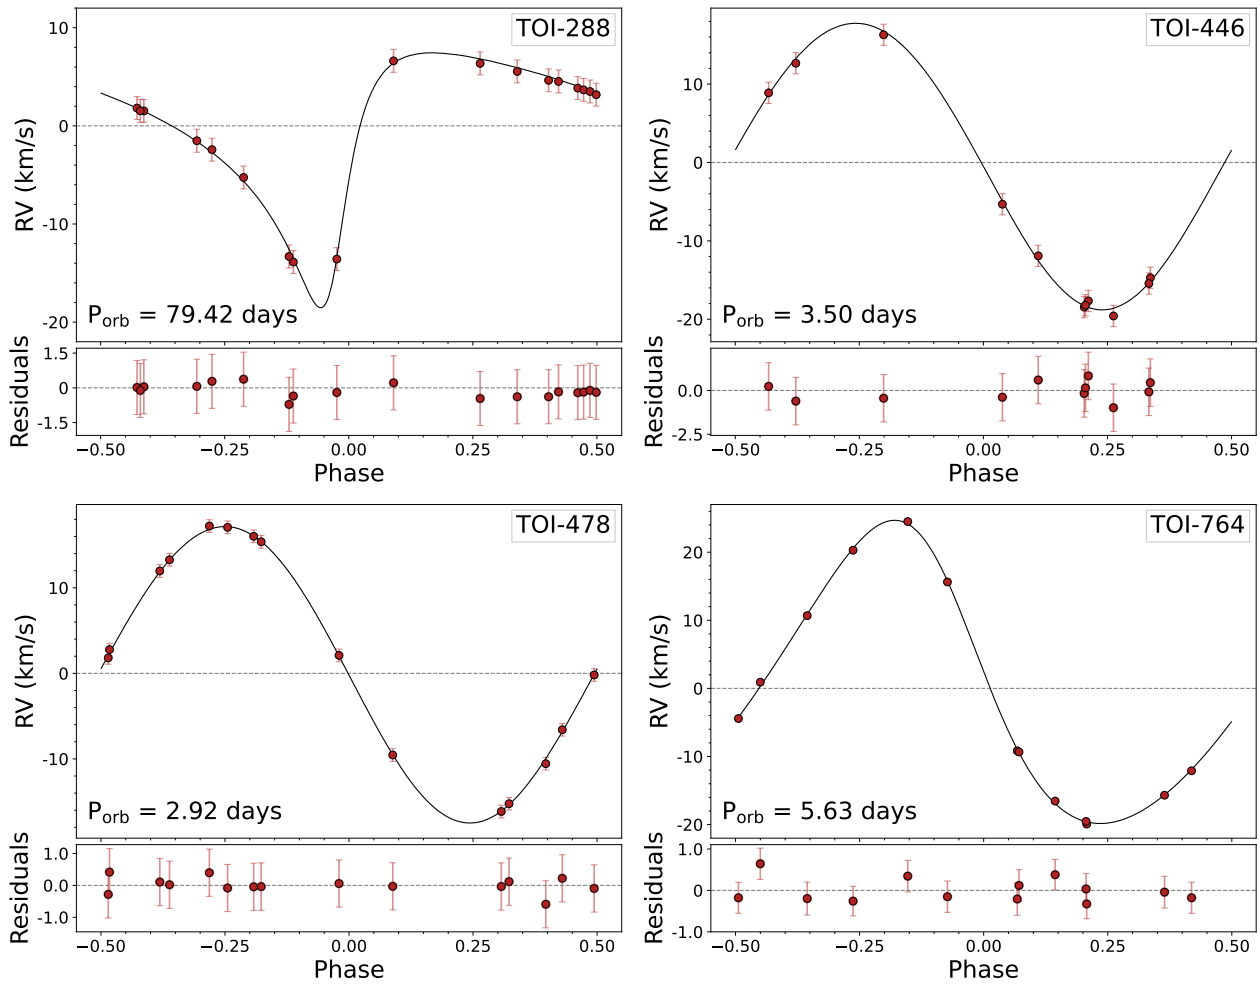 TOI-288
RV (km/s)
10
0
-10
-20
P_orb = 79.42 days
Residuals
1.5
0
-1.5
−0.50 −0.25 0.00 0.25 0.50
Phase
TOI-446
RV (km/s)
10
0
-10
-20
P_orb = 3.50 days
Residuals
0.0
-2.5
−0.50 −0.25 0.00 0.25 0.50
Phase
TOI-478
RV (km/s)
10
0
-10
P_orb = 2.92 days
Residuals
1.0
0.0
-1.0
−0.50 −0.25 0.00 0.25 0.50
Phase
TOI-764
RV (km/s)
20
10
0
-10
-20
P_orb = 5.63 days
Residuals
1.0
0
-1.0
−0.50 −0.25 0.00 0.25 0.50
Phase